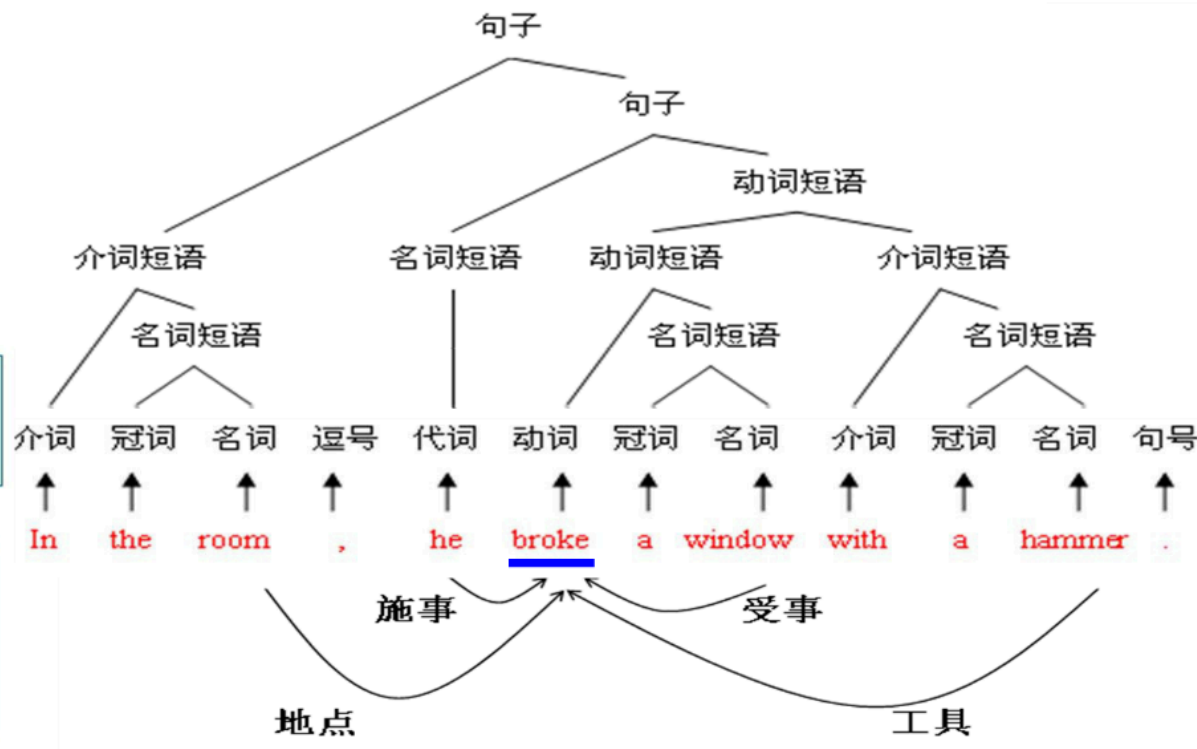 句子
句子
动词短语
介词短语 名词短语 动词短语 介词短语
名词短语 名词短语 名词短语
介词 冠词 名词 逗号 代词 动词 冠词 名词 介词 冠词 名词 句号
In the room , he broke a window with a hammer .
施事 受事
地点 工具